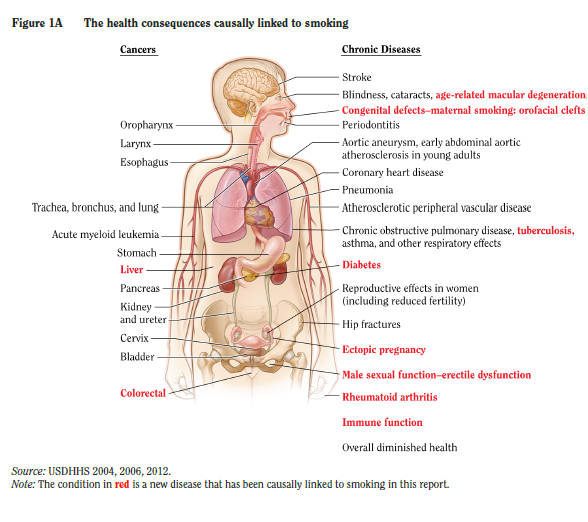 Figure 1A The health consequences causally linked to smoking
Cancers
Oropharynx
Larynx
Esophagus
Trachea, bronchus, and lung
Acute myeloid leukemia
Stomach
Liver
Pancreas
Kidney
and ureter
Cervix
Bladder
Colorectal
Chronic Diseases
Stroke
Blindness, cataracts, age-related macular degeneration
Congenital defects–maternal smoking: orofacial clefts
Periodontitis
Aortic aneurysm, early abdominal aortic
atherosclerosis in young adults
Coronary heart disease
Pneumonia
Atherosclerotic peripheral vascular disease
Chronic obstructive pulmonary disease, tuberculosis,
asthma, and other respiratory effects
Diabetes
Reproductive effects in women
(including reduced fertility)
Hip fractures
Ectopic pregnancy
Male sexual function–erectile dysfunction
Rheumatoid arthritis
Immune function
Overall diminished health
Source: USDHHS 2004, 2006, 2012.
Note: The condition in red is a new disease that has been causally linked to smoking in this report.